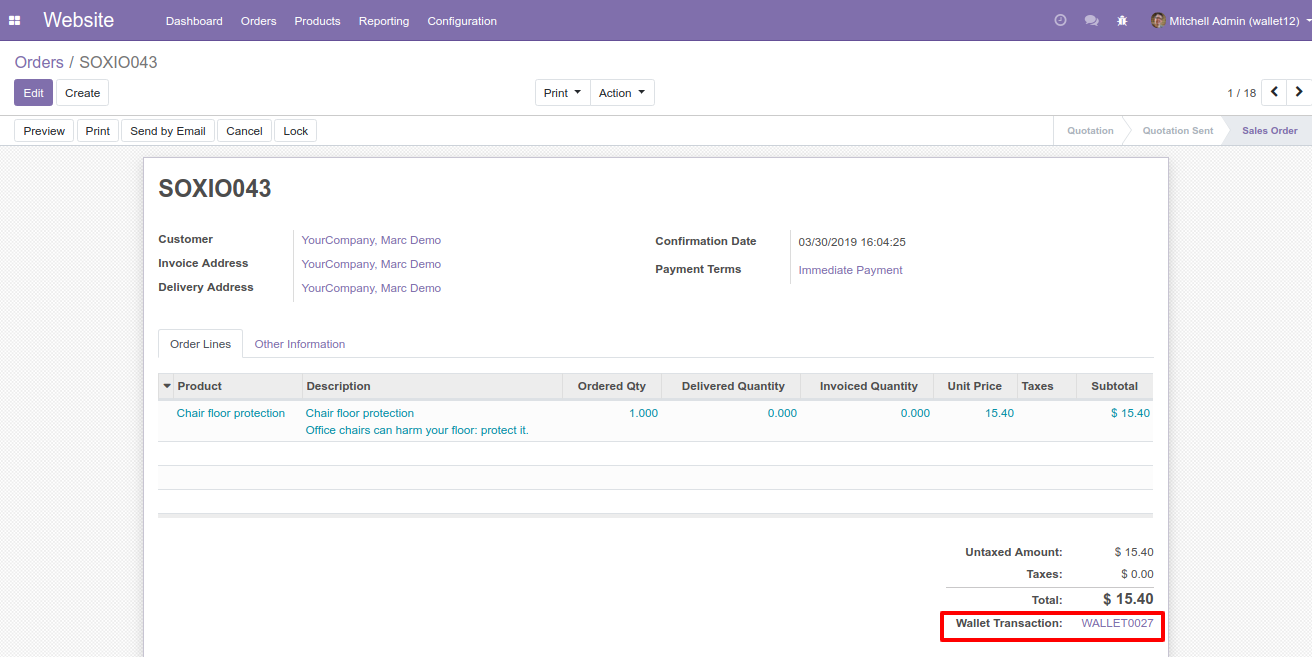 Website Dashboard Orders Products Reporting Configuration Mitchell Admin (wallet12)
Orders / SOXIO043
Edit Create Print Action 1 / 18
Preview Print Send by Email Cancel Lock Quotation Quotation Sent Sales Order
SOXIO043
Customer YourCompany, Marc Demo Confirmation Date 03/30/2019 16:04:25
Invoice Address YourCompany, Marc Demo Payment Terms Immediate Payment
Delivery Address YourCompany, Marc Demo
Order Lines Other Information
Product Description Ordered Qty Delivered Quantity Invoiced Quantity Unit Price Taxes Subtotal
Chair floor protection Chair floor protection 1.000 0.000 0.000 15.40 $ 15.40
Office chairs can harm your floor: protect it.
Untaxed Amount: $ 15.40
Taxes: $ 0.00
Total: $ 15.40
Wallet Transaction: WALLET0027